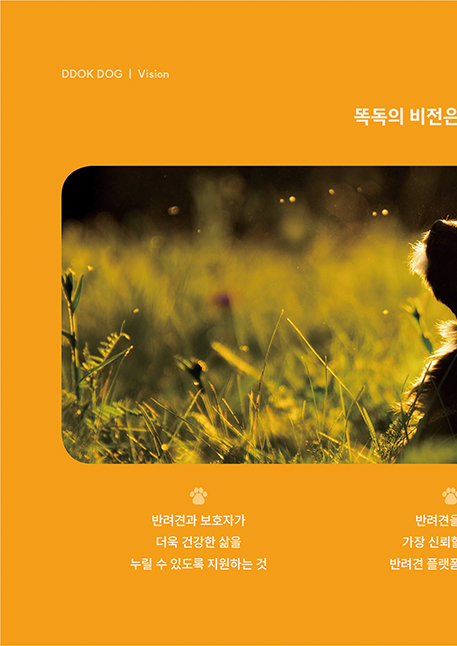 DDOK DOG | Vision
똑독의 비전은
반려견과 보호자가
더욱 건강한 삶을
누릴 수 있도록 지원하는 것
반려견을
가장 신뢰할
반려견 플랫폼